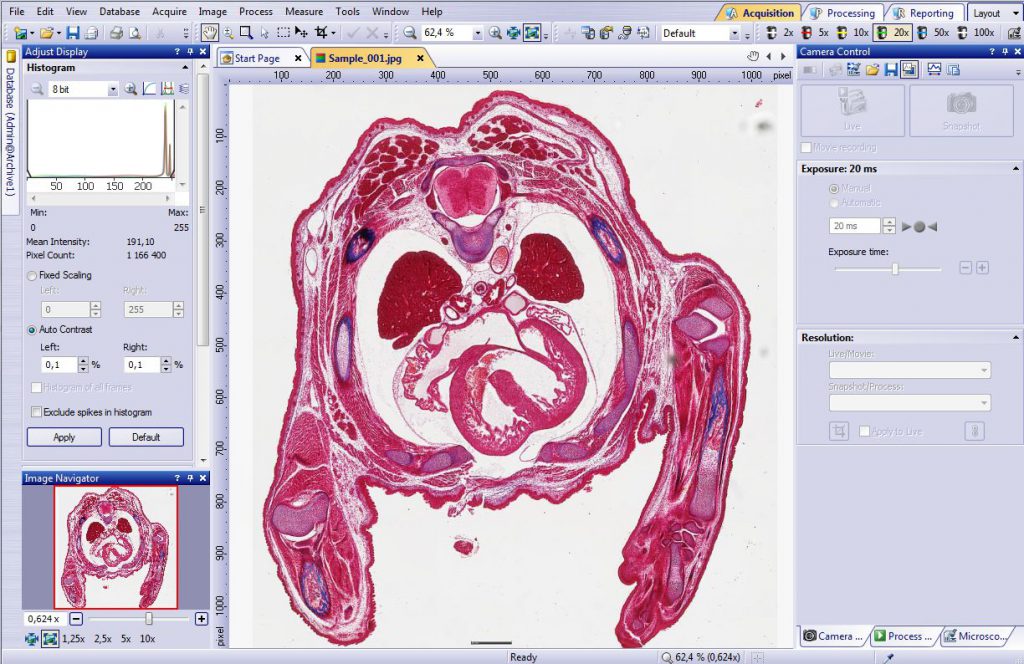 File Edit View Database Acquire Image Process Measure Tools Window Help
Acquisition Processing Reporting Layout
62,4 % Default 2x 5x 10x 20x 50x 100x
Database (Admin@Archive1)
Adjust Display
Histogram
8 bit
50 100 150 200
Min: Max:
0 255
Mean Intensity: 191,10
Pixel Count: 1 166 400
Fixed Scaling
Left: Right:
0 255
Auto Contrast
Left: Right:
0,1 % 0,1 %
Histogram of all frames
Exclude spikes in histogram
Apply Default
Image Navigator
0,624 x
1,25x 2,5x 5x 10x
Start Page Sample_001.jpg
100 200 300 400 500 600 700 800 900 1000 pixel
100
200
300
400
500
600
700
800
900
1000
pixel
Camera Control
Live Snapshot
Movie recording
Exposure: 20 ms
Manual
Automatic
20 ms
Exposure time:
Resolution:
Live/Movie:
Snapshot/Process:
Apply to Live
Camera ... Process ... Microsco...
Ready 62,4 % (0,624x)